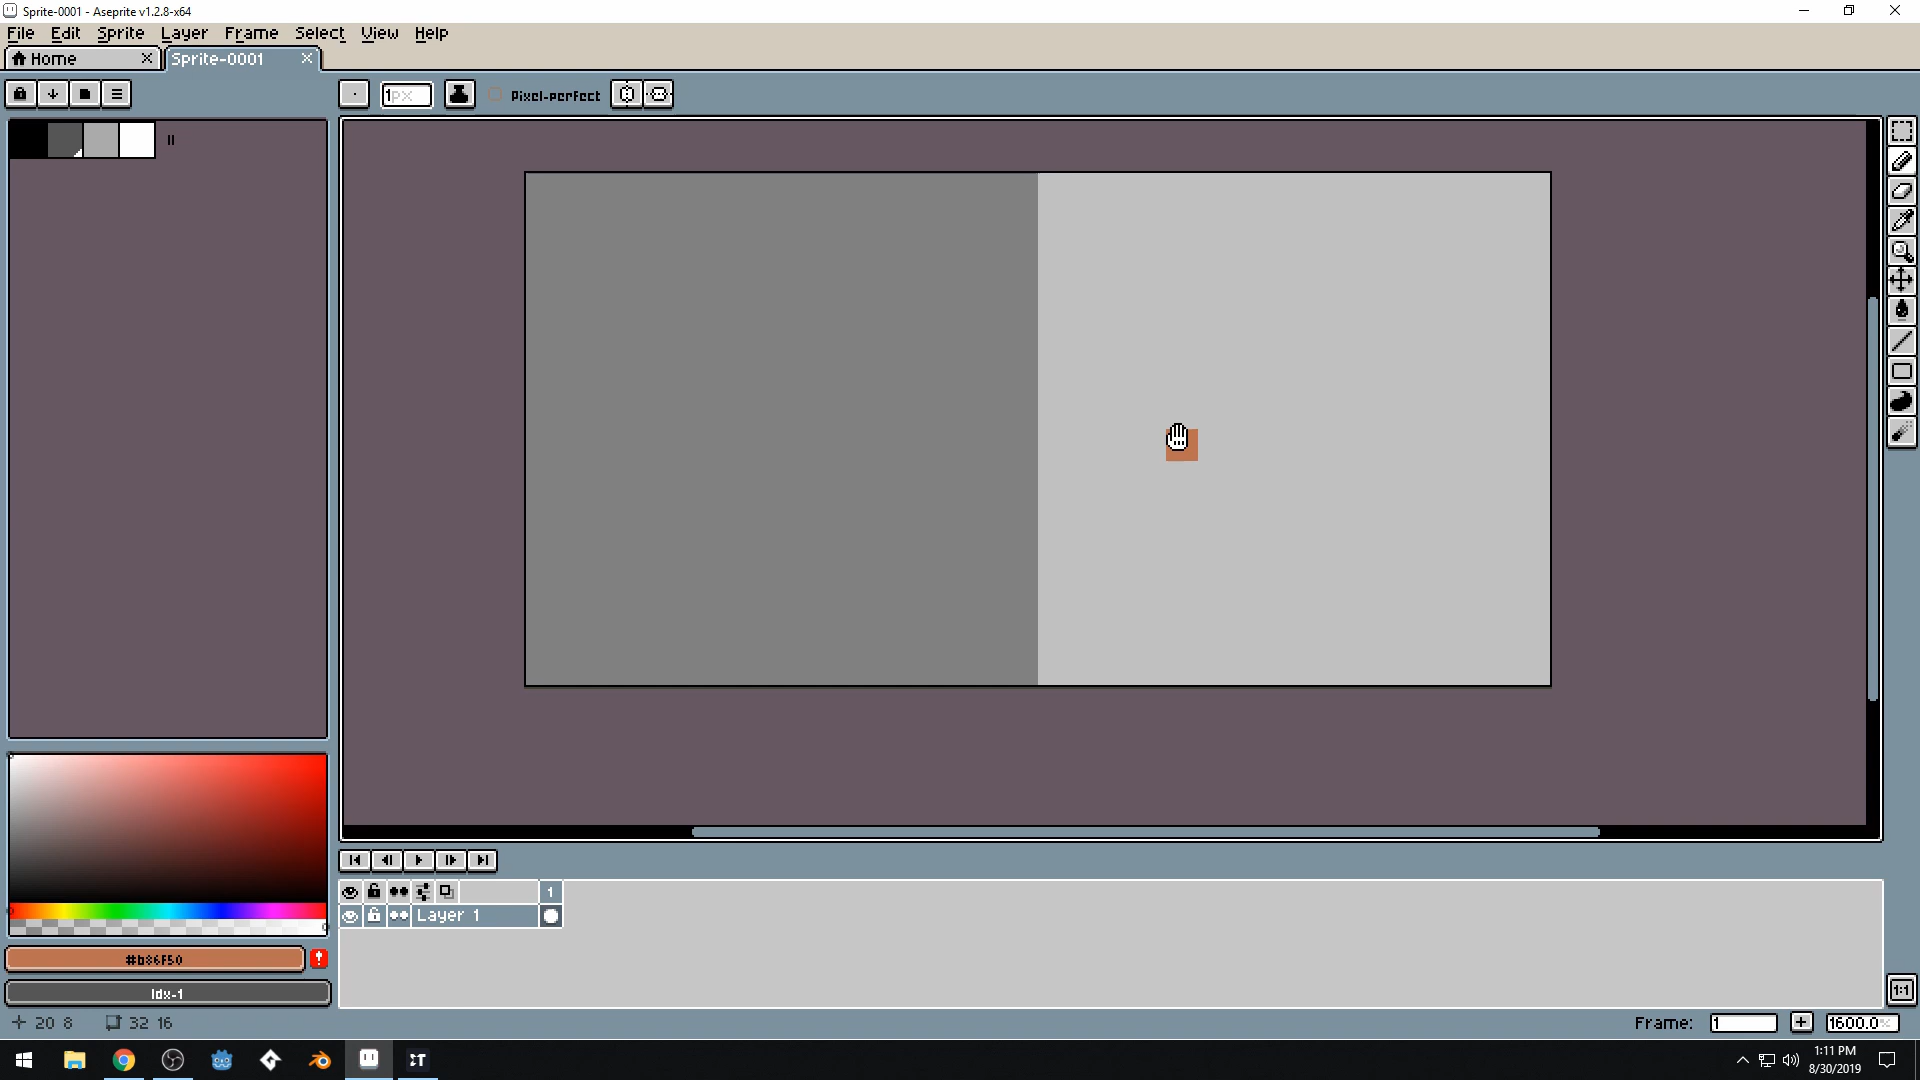 Sprite-0001 - Aseprite v1.2.8-x64
File Edit Sprite Layer Frame Select View Help
Home Sprite-0001
1px Pixel-perfect
1
Layer 1
#b86f50
Idx-1
20 8 32 16
Frame: 1 1600.0%
1:1
1:11 PM
8/30/2019